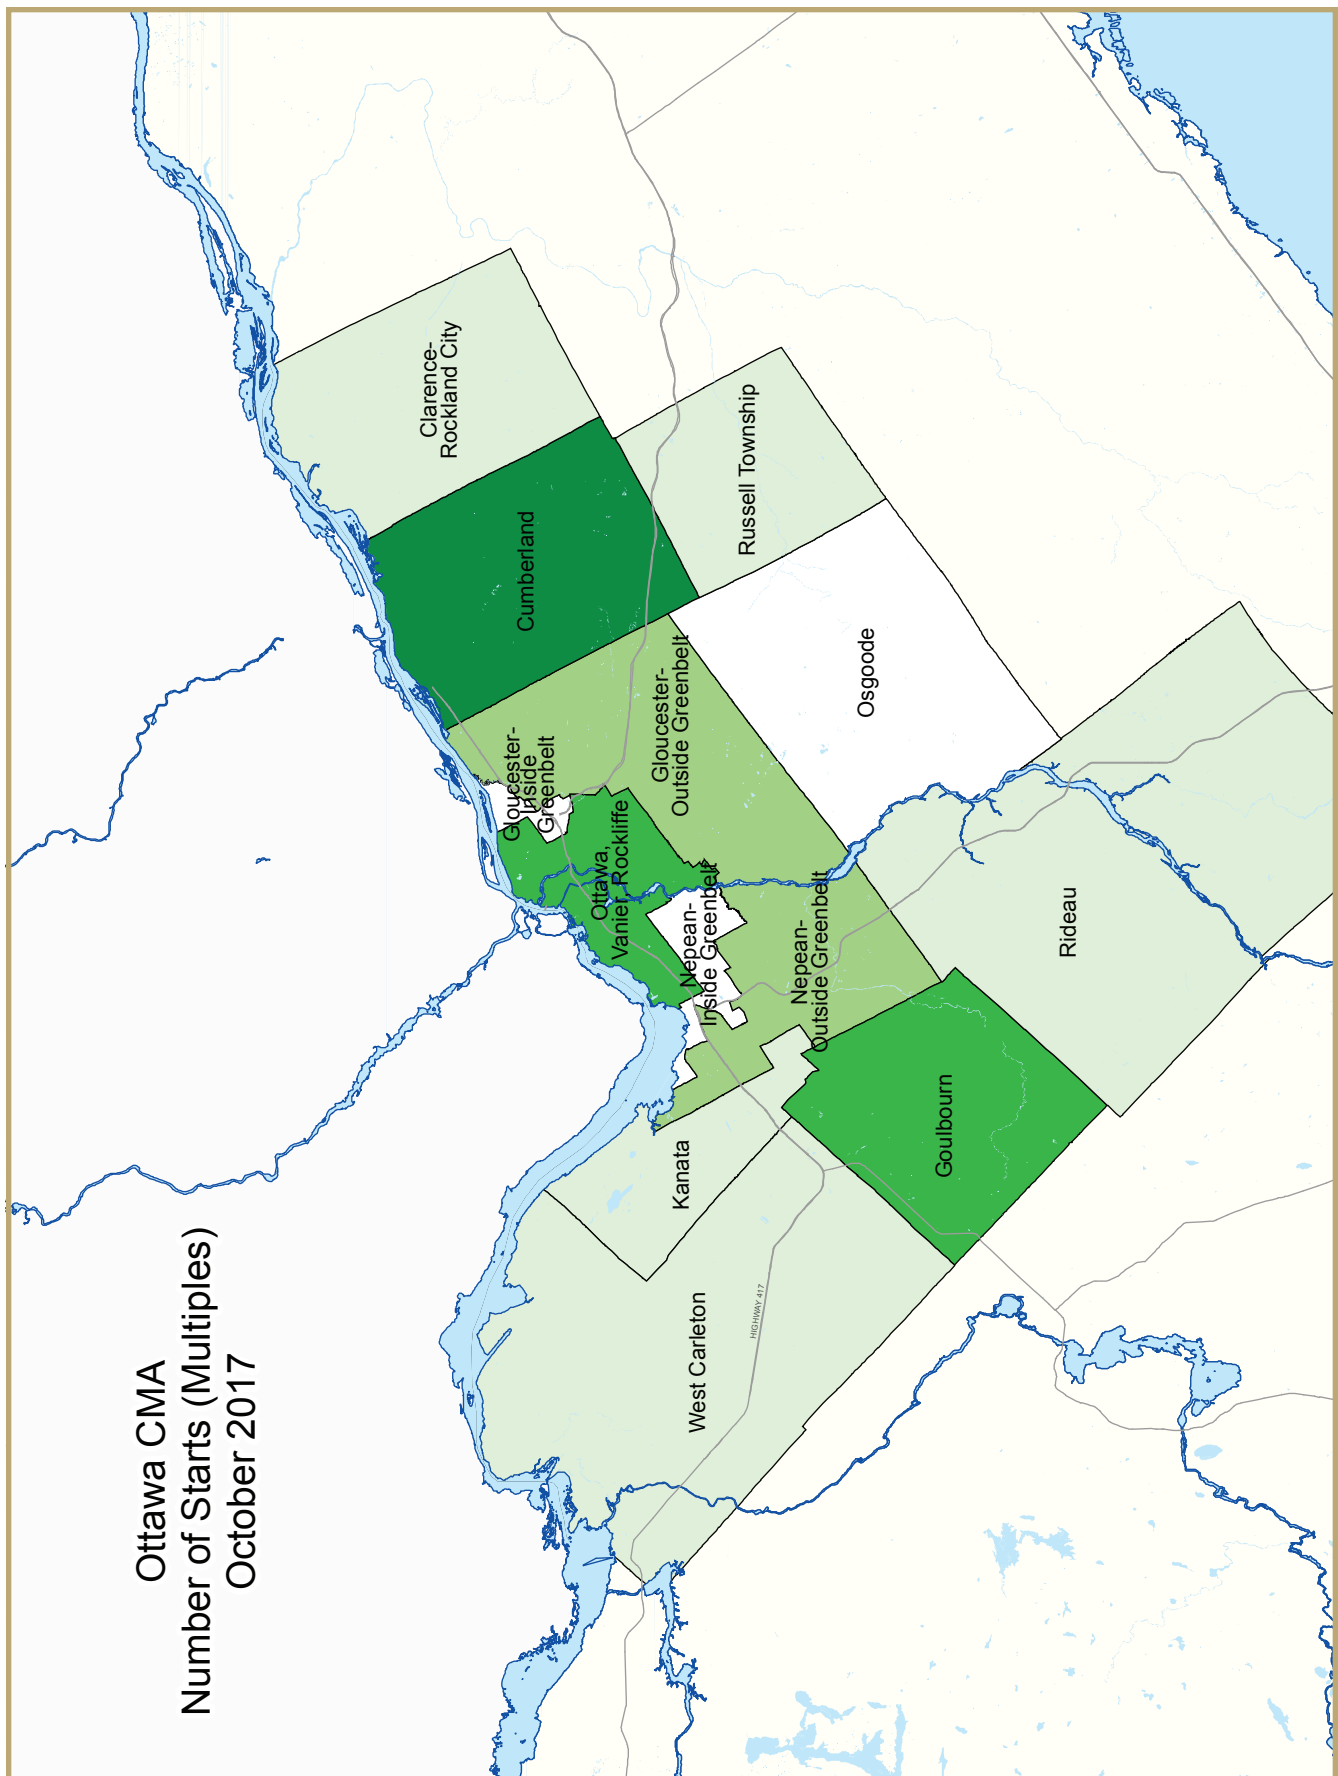 Ottawa CMA
Number of Starts (Multiples)
October 2017
West Carleton
HIGHWAY 417
Kanata
Goulbourn
Nepean-
Inside Greenbelt
Nepean-
Outside Greenbelt
Rideau
Ottawa,
Vanier, Rockliffe
Gloucester-
Inside
Greenbelt
Gloucester-
Outside Greenbelt
Osgoode
Cumberland
Russell Township
Clarence-
Rockland City